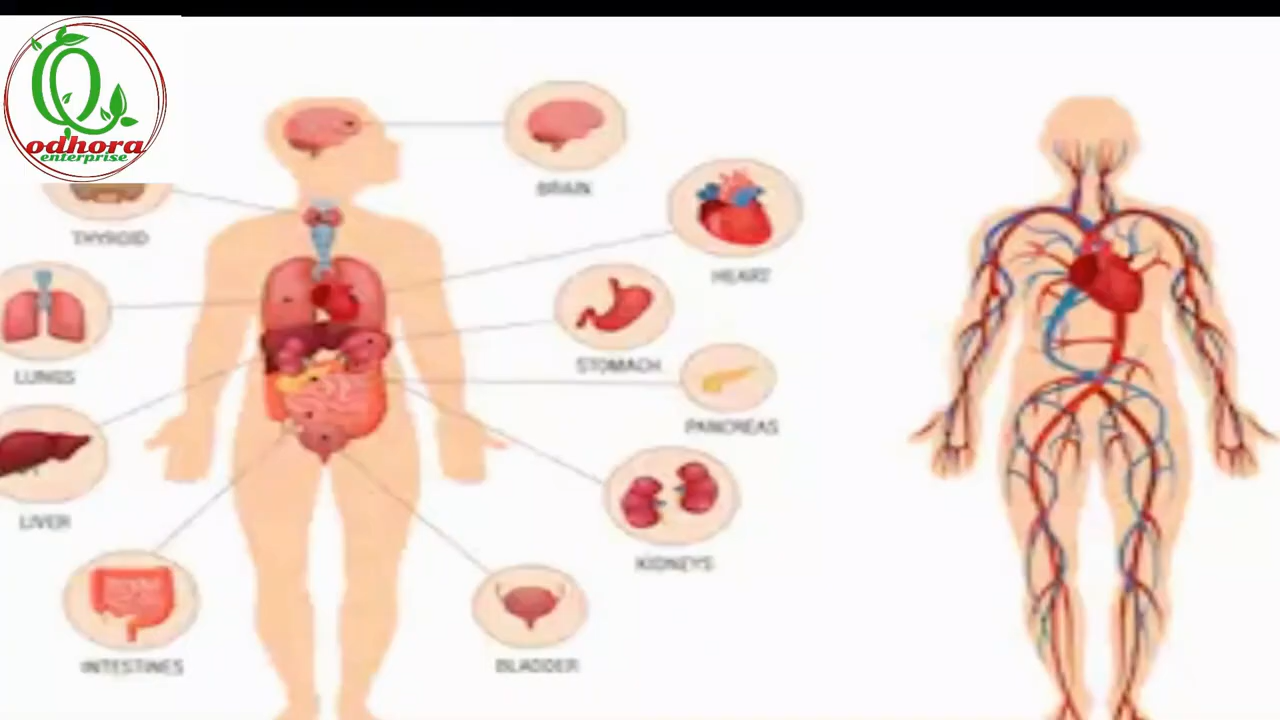 odhora
enterprise
BRAIN
THYROID
HEART
LUNGS
STOMACH
PANCREAS
LIVER
KIDNEYS
INTESTINES
BLADDER